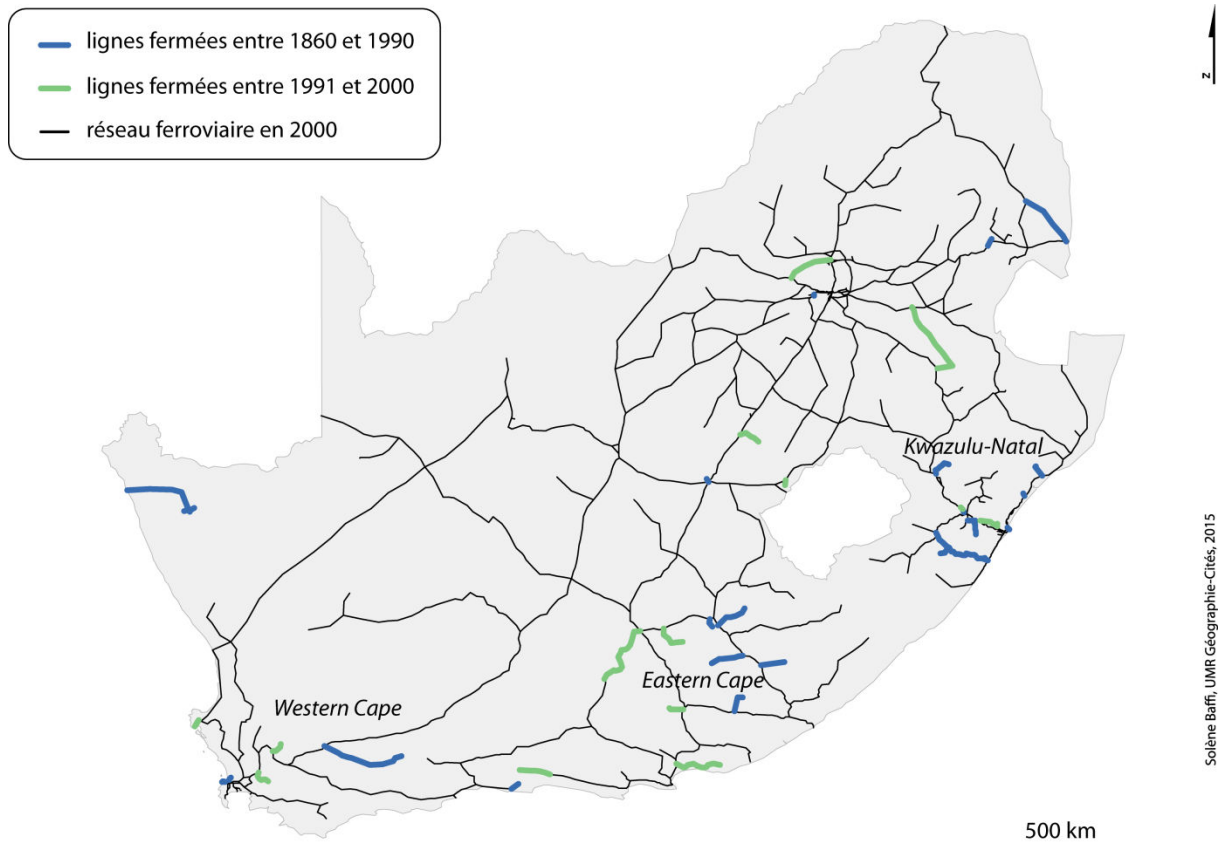 lignes fermées entre 1860 et 1990
lignes fermées entre 1991 et 2000
réseau ferroviaire en 2000
z
Kwazulu-Natal
Eastern Cape
Western Cape
500 km
Solène Baffi, UMR Géographie-Cités, 2015